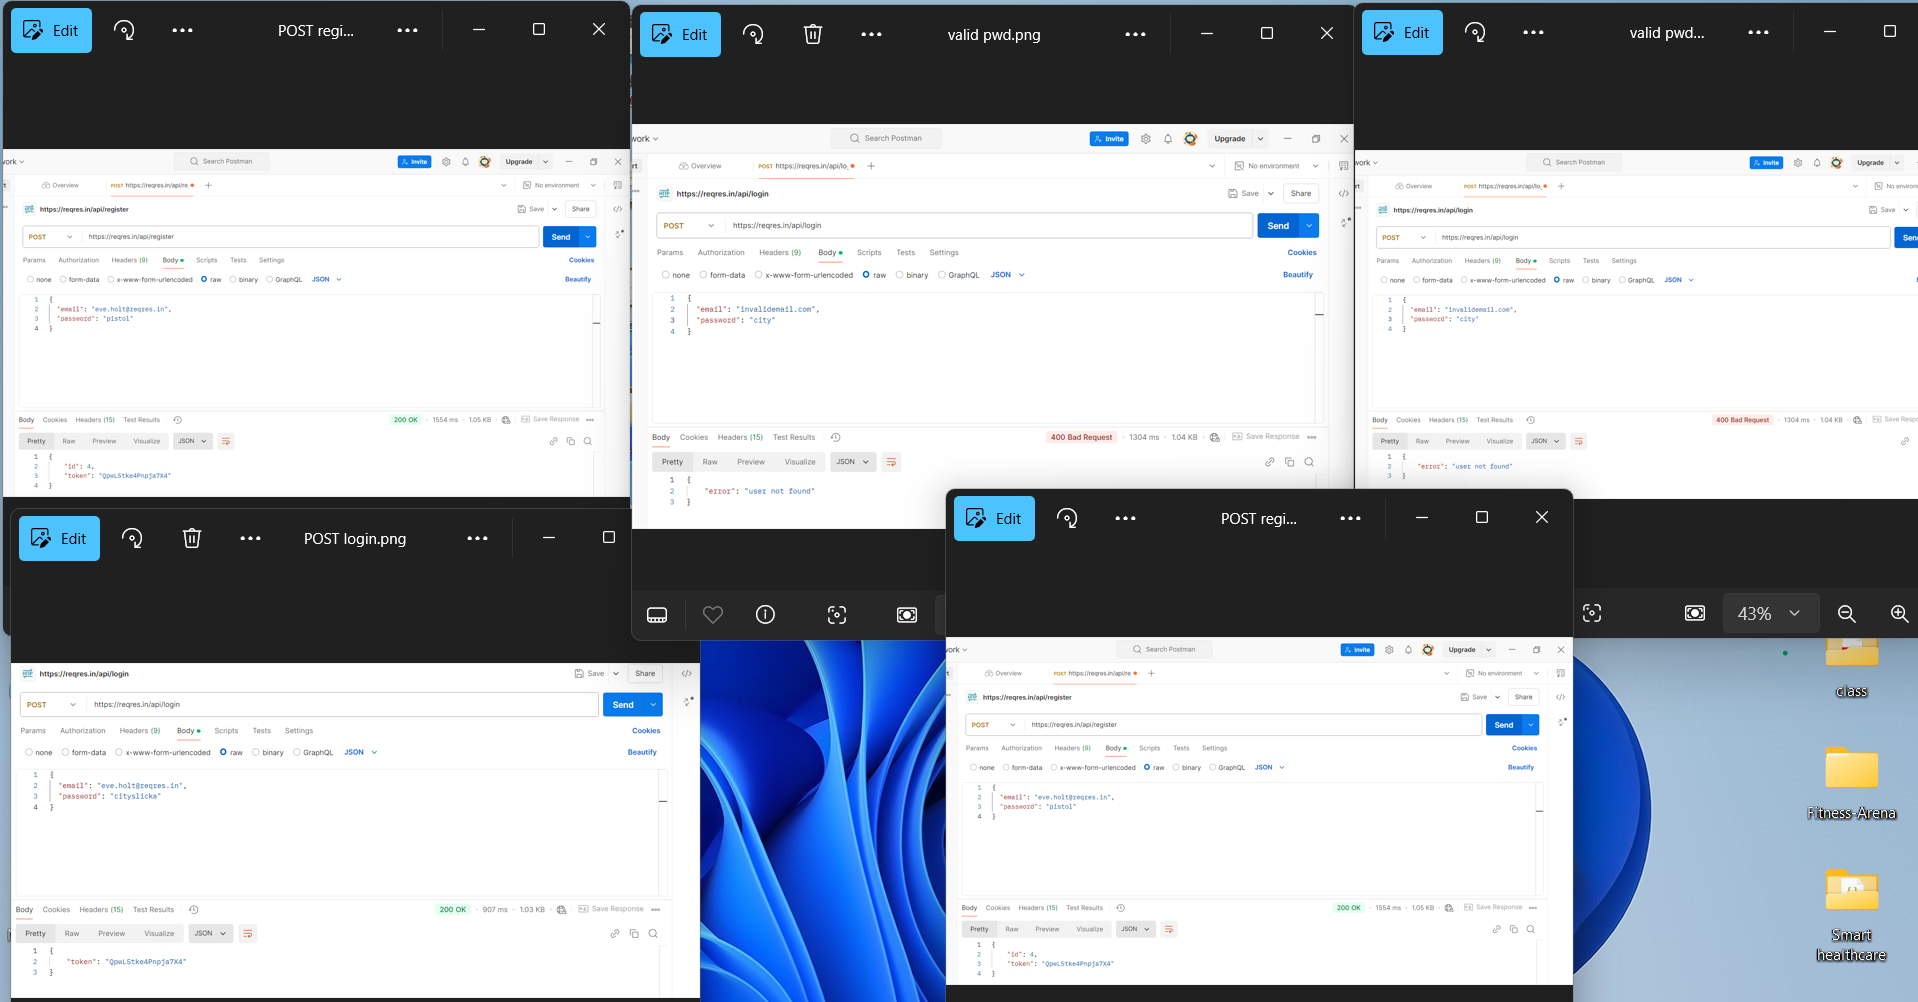 Edit
POST regi...
ork
Search Postman
Invite
Upgrade
Overview
POST https://reqres.in/api/re
No environment
https://reqres.in/api/register
Save
Share
POST
https://reqres.in/api/register
Send
Params Authorization Headers (9) Body Scripts Tests Settings
Cookies
none form-data x-www-form-urlencoded raw binary GraphQL JSON
Beautify
1 {
2 "email": "eve.holt@reqres.in",
3 "password": "pistol"
4 }
Body Cookies Headers (15) Test Results
200 OK 1554 ms 1.05 KB Save Response
Pretty Raw Preview Visualize JSON
1 {
2 "id": 4,
3 "token": "QpwL5tke4Pnpja7X4"
4 }
Edit
valid pwd.png
work
Search Postman
Invite
Upgrade
rt
Overview
POST https://reqres.in/api/lo
No environment
https://reqres.in/api/login
Save
Share
POST
https://reqres.in/api/login
Send
Params Authorization Headers (9) Body Scripts Tests Settings
Cookies
none form-data x-www-form-urlencoded raw binary GraphQL JSON
Beautify
1 {
2 "email": "invalidemail.com",
3 "password": "city"
4 }
Body Cookies Headers (15) Test Results
400 Bad Request 1304 ms 1.04 KB Save Response
Pretty Raw Preview Visualize JSON
1 {
2 "error": "user not found"
3 }
Edit
valid pwd...
work
Search Postman
Invite
Upgrade
rt
Overview
POST https://reqres.in/api/lo
No environ
https://reqres.in/api/login
Save
POST
https://reqres.in/api/login
Sen
Params Authorization Headers (9) Body Scripts Tests Settings
none form-data x-www-form-urlencoded raw binary GraphQL JSON
1 {
2 "email": "invalidemail.com",
3 "password": "city"
4 }
Body Cookies Headers (15) Test Results
400 Bad Request 1304 ms 1.04 KB Save Respo
Pretty Raw Preview Visualize JSON
1 {
2 "error": "user not found"
3 }
43%
Edit
POST login.png
https://reqres.in/api/login
Save
Share
POST
https://reqres.in/api/login
Send
Params Authorization Headers (9) Body Scripts Tests Settings
Cookies
none form-data x-www-form-urlencoded raw binary GraphQL JSON
Beautify
1 {
2 "email": "eve.holt@reqres.in",
3 "password": "cityslicka"
4 }
Body Cookies Headers (15) Test Results
200 OK 907 ms 1.03 KB Save Response
Pretty Raw Preview Visualize JSON
1 {
2 "token": "QpwL5tke4Pnpja7X4"
3 }
Edit
POST regi...
work
Search Postman
Invite
Upgrade
Overview
POST https://reqres.in/api/re
No environment
https://reqres.in/api/register
Save
Share
POST
https://reqres.in/api/register
Send
Params Authorization Headers (9) Body Scripts Tests Settings
Cookies
none form-data x-www-form-urlencoded raw binary GraphQL JSON
Beautify
1 {
2 "email": "eve.holt@reqres.in",
3 "password": "pistol"
4 }
Body Cookies Headers (15) Test Results
200 OK 1554 ms 1.05 KB Save Response
Pretty Raw Preview Visualize JSON
1 {
2 "id": 4,
3 "token": "QpwL5tke4Pnpja7X4"
4 }
class
Fitness-Arena
Smart
healthcare